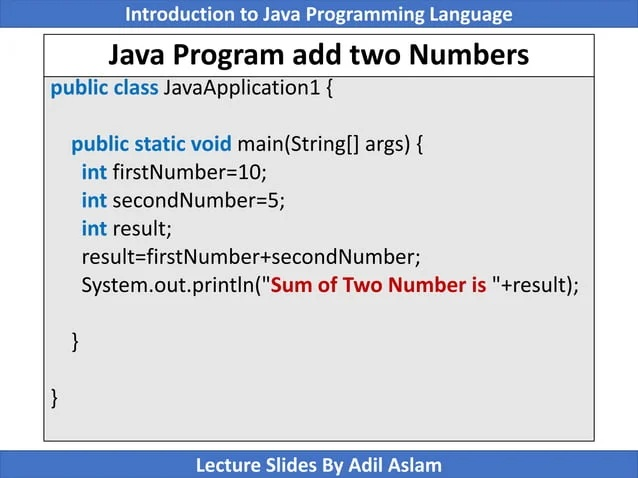 Introduction to Java Programming Language
Java Program add two Numbers
public class JavaApplication1 {
public static void main(String[] args) {
int firstNumber=10;
int secondNumber=5;
int result;
result=firstNumber+secondNumber;
System.out.println("Sum of Two Number is "+result);
}
}
Lecture Slides By Adil Aslam